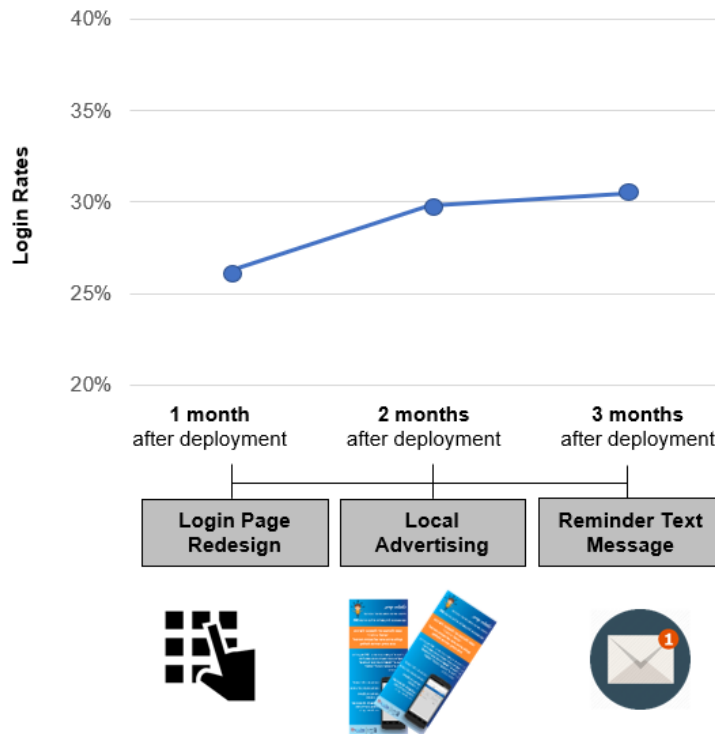 40%
35%
30%
25%
20%
Login Rates
1 month
after deployment
2 months
after deployment
3 months
after deployment
Login Page
Redesign
Local
Advertising
Reminder Text
Message
1